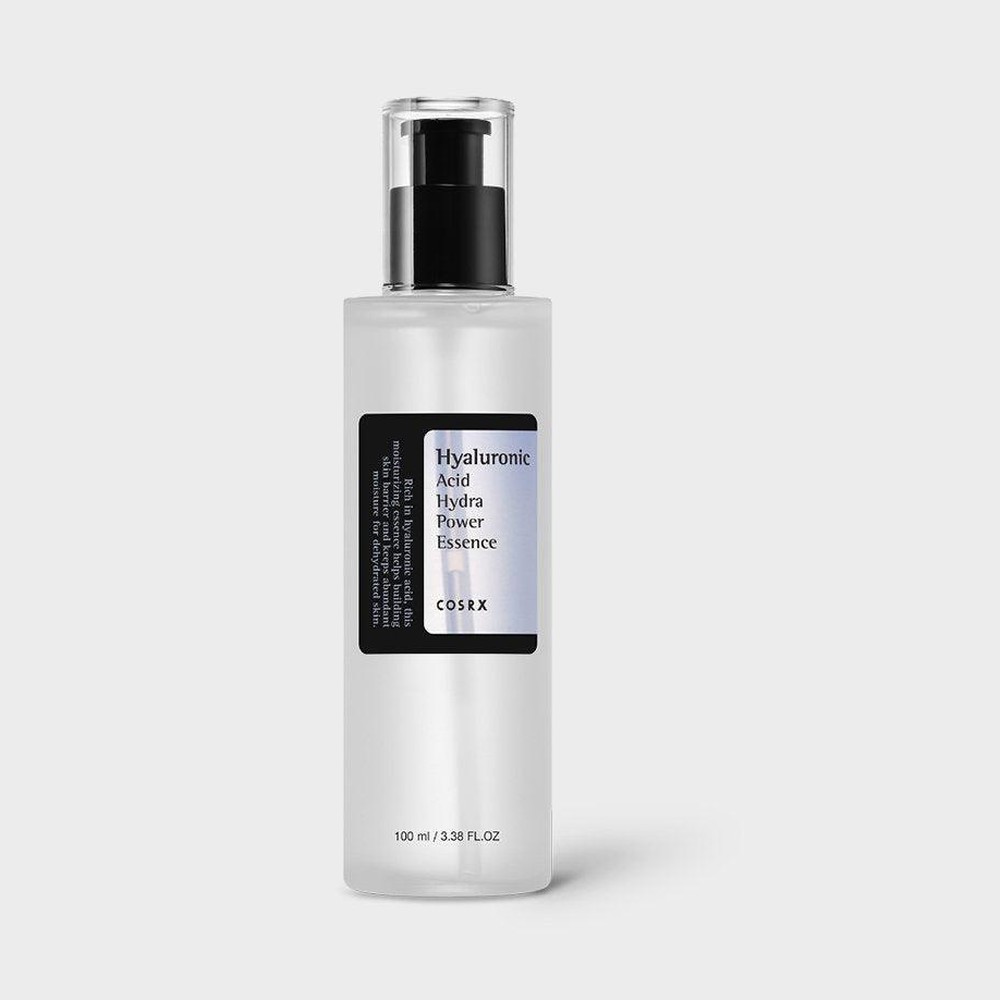 Hyaluronic
Acid
Hydra
Power
Essence
COSRX
Rich in hyaluronic acid, this
moisturizing essence helps building
skin barrier and keeps abundant
moisture for dehydrated skin.
100 ml / 3.38 FL.OZ